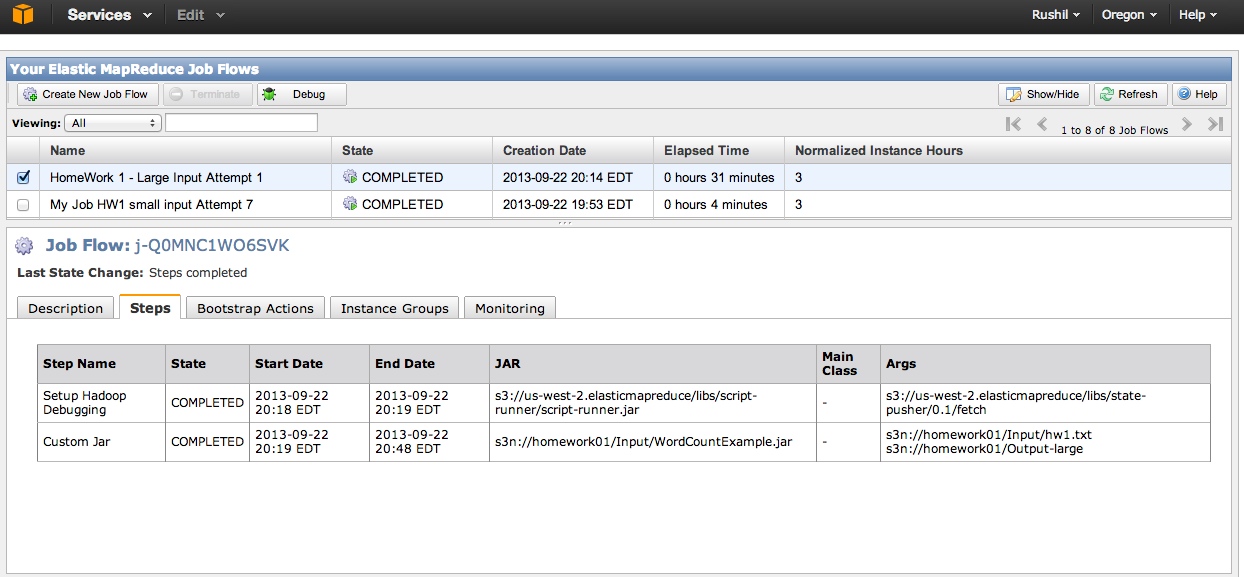 Services Edit Rushil Oregon Help
Your Elastic MapReduce Job Flows
Create New Job Flow Terminate Debug Show/Hide Refresh Help
Viewing: All 1 to 8 of 8 Job Flows
Name State Creation Date Elapsed Time Normalized Instance Hours
HomeWork 1 - Large Input Attempt 1 COMPLETED 2013-09-22 20:14 EDT 0 hours 31 minutes 3
My Job HW1 small input Attempt 7 COMPLETED 2013-09-22 19:53 EDT 0 hours 4 minutes 3
Job Flow: j-Q0MNC1WO6SVK
Last State Change: Steps completed
Description Steps Bootstrap Actions Instance Groups Monitoring
Step Name State Start Date End Date JAR Main Class Args
Setup Hadoop Debugging COMPLETED 2013-09-22 20:18 EDT 2013-09-22 20:19 EDT s3://us-west-2.elasticmapreduce/libs/script-runner/script-runner.jar - s3://us-west-2.elasticmapreduce/libs/state-pusher/0.1/fetch
Custom Jar COMPLETED 2013-09-22 20:19 EDT 2013-09-22 20:48 EDT s3n://homework01/Input/WordCountExample.jar - s3n://homework01/Input/hw1.txt s3n://homework01/Output-large